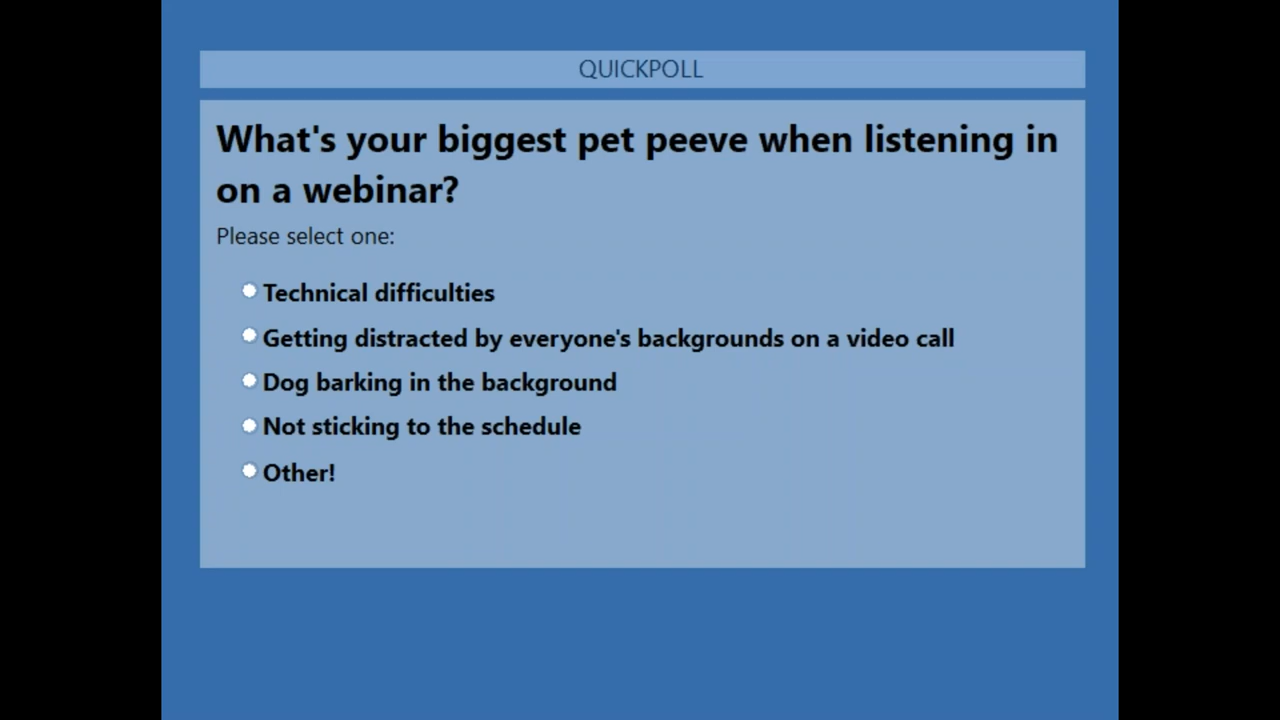 QUICKPOLL
What's your biggest pet peeve when listening in
on a webinar?
Please select one:
Technical difficulties
Getting distracted by everyone's backgrounds on a video call
Dog barking in the background
Not sticking to the schedule
Other!